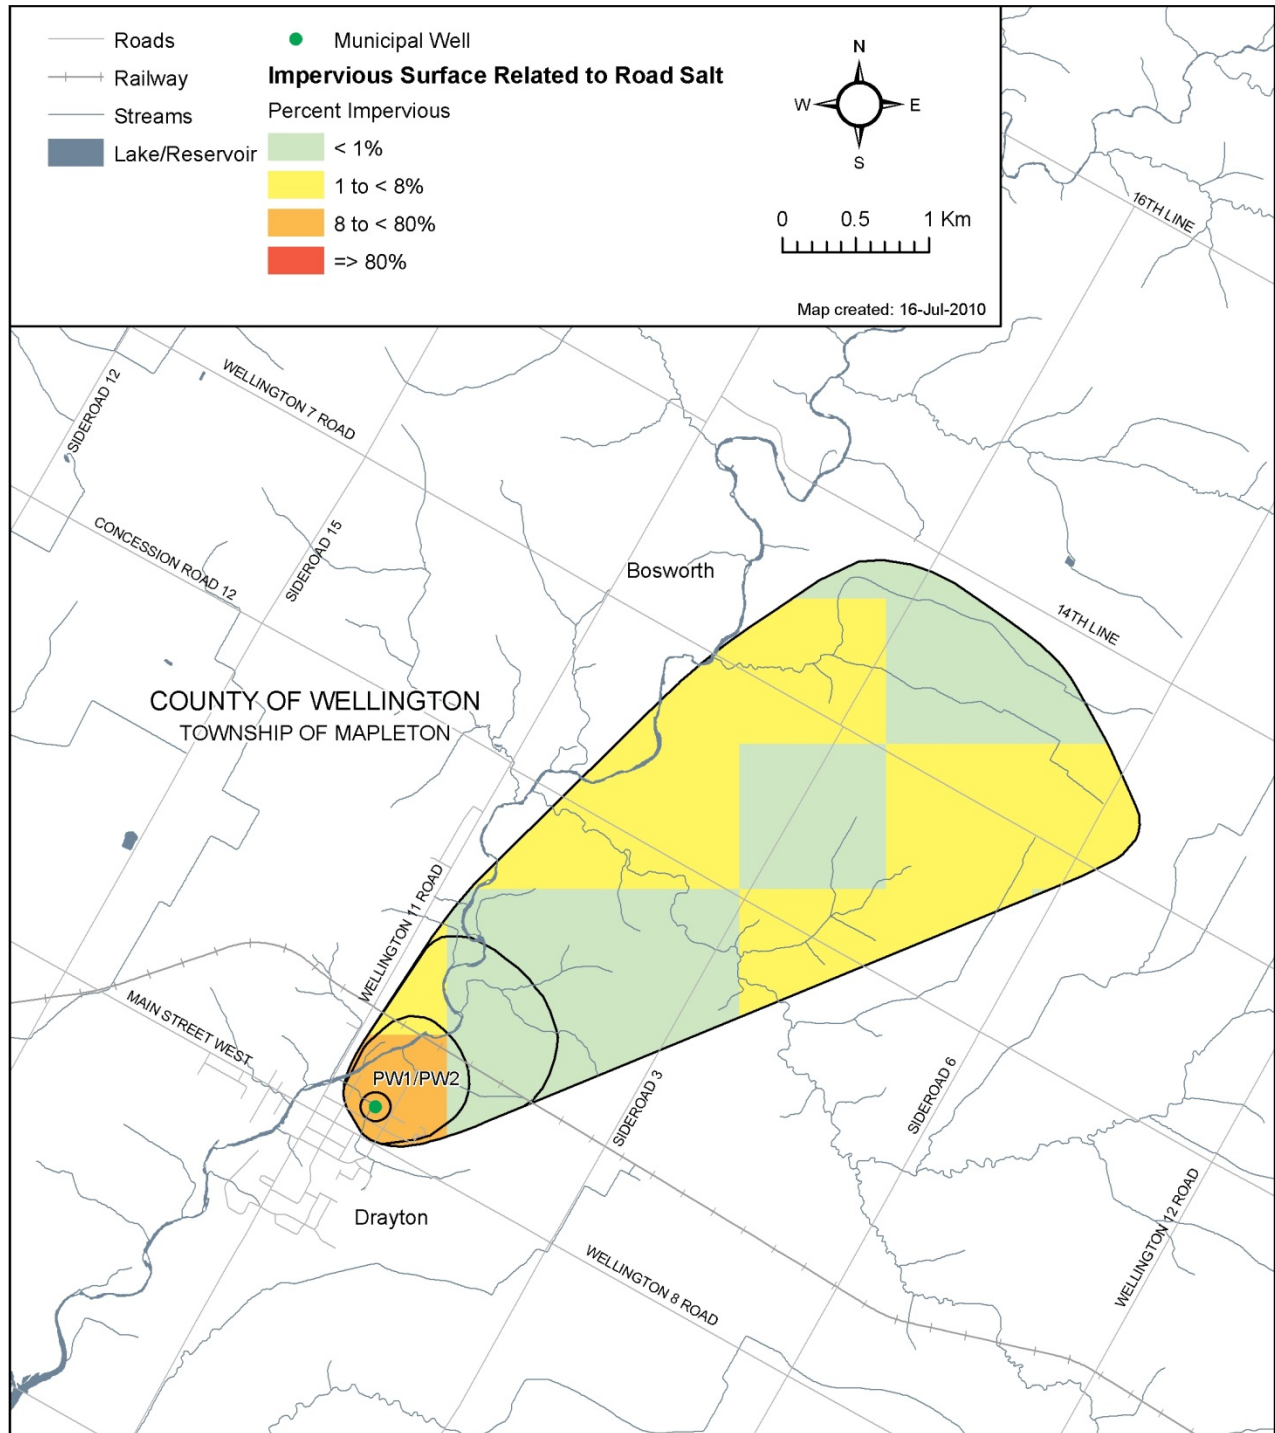 Roads
Railway
Streams
Lake/Reservoir
Municipal Well
Impervious Surface Related to Road Salt
Percent Impervious
< 1%
1 to < 8%
8 to < 80%
=> 80%
N
W E
S
0 0.5 1 Km
Map created: 16-Jul-2010
16TH LINE
SIDEROAD 12
WELLINGTON 7 ROAD
CONCESSION ROAD 12
SIDEROAD 15
Bosworth
14TH LINE
COUNTY OF WELLINGTON
TOWNSHIP OF MAPLETON
WELLINGTON 11 ROAD
MAIN STREET WEST
PW1/PW2
SIDEROAD 3
SIDEROAD 6
Drayton
WELLINGTON 8 ROAD
WELLINGTON 12 ROAD